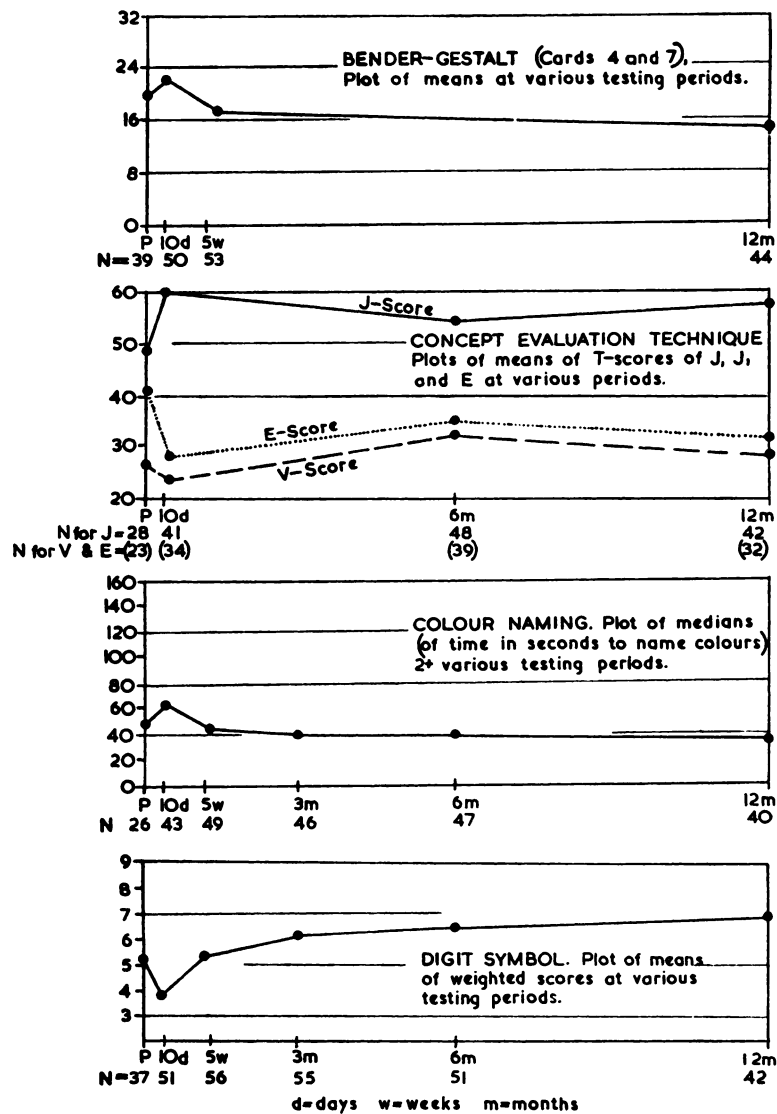 32
24
16
8
0
BENDER-GESTALT (Cards 4 and 7),
Plot of means at various testing periods.
P 10d 5w 12m
N=39 50 53 44
60
50
40
30
20
J-Score
CONCEPT EVALUATION TECHNIQUE
Plots of means of T-scores of J, J,
and E at various periods.
E-Score
V-Score
P 10d 6m 12m
N for J=28 41 48 42
N for V & E=(23) (34) (39) (32)
160
140
120
100
80
60
40
20
0
COLOUR NAMING. Plot of medians
(of time in seconds to name colours)
2+ various testing periods.
P 10d 5w 3m 6m 12m
N 26 43 49 46 47 40
9
8
7
6
5
4
3
DIGIT SYMBOL. Plot of means
of weighted scores at various
testing periods.
P 10d 5w 3m 6m 12m
N=37 51 56 55 51 42
d=days w=weeks m=months